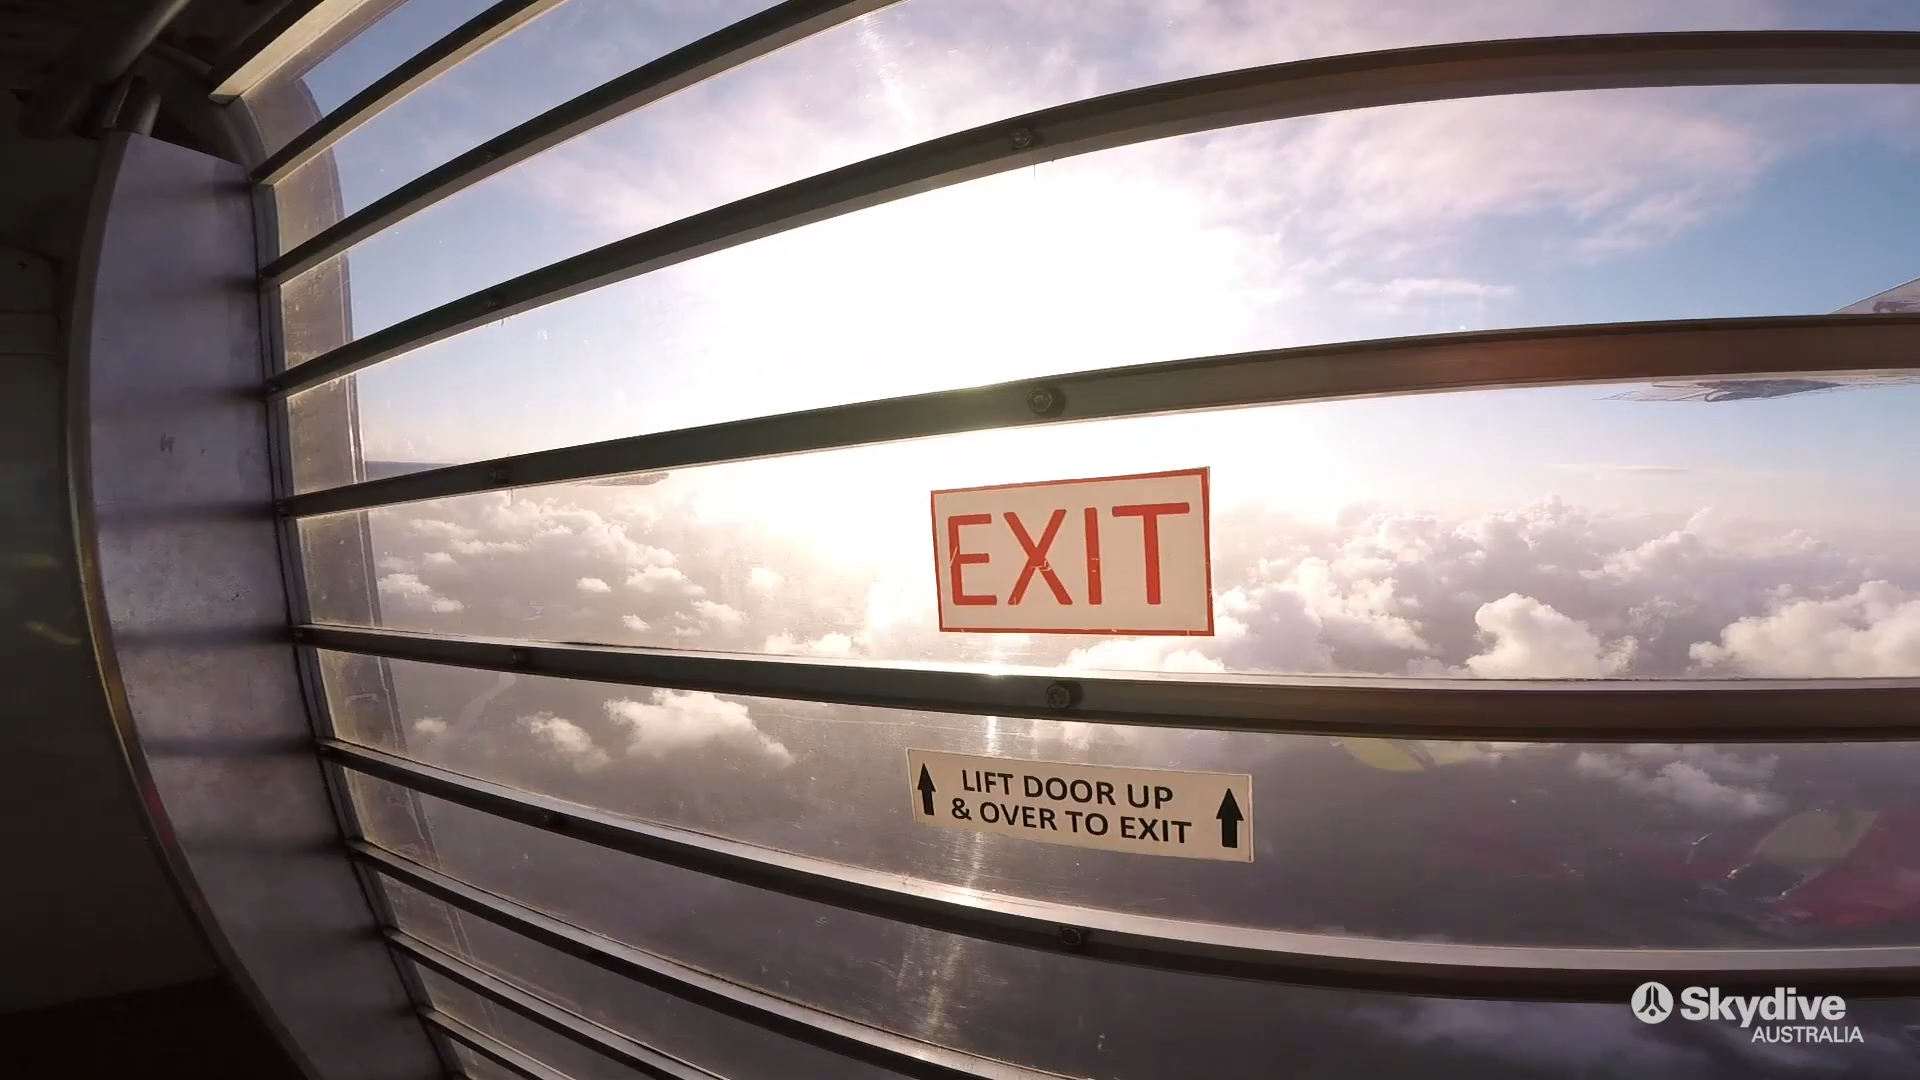 EXIT
LIFT DOOR UP
& OVER TO EXIT
Skydive
AUSTRALIA